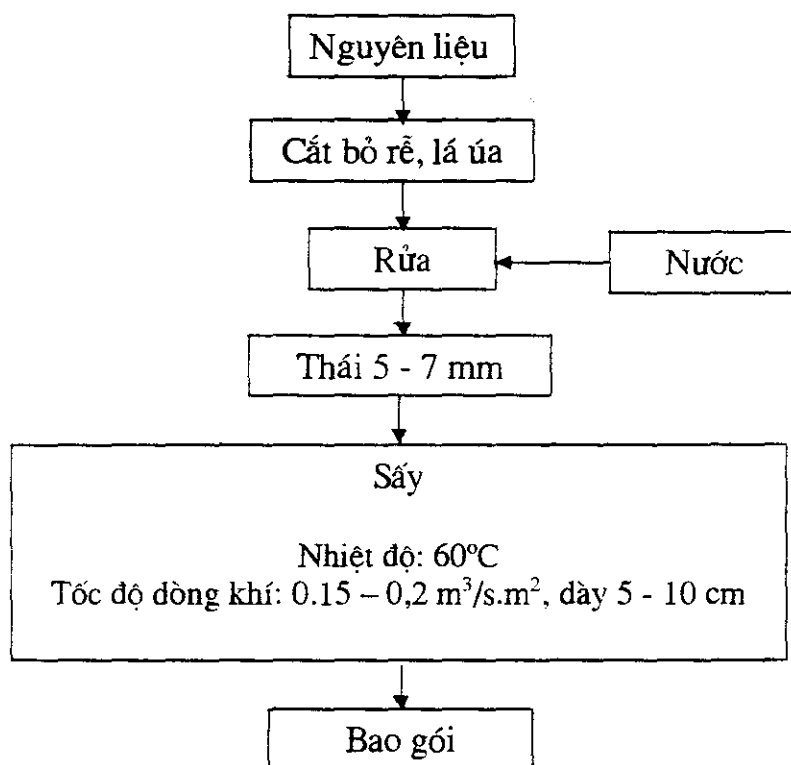 Nguyên liệu
Cắt bỏ rễ, lá úa
Rửa
Nước
Thái 5 - 7 mm
Sấy
Nhiệt độ: 60°C
Tốc độ dòng khí: 0.15 – 0,2 m³/s.m², dày 5 - 10 cm
Bao gói